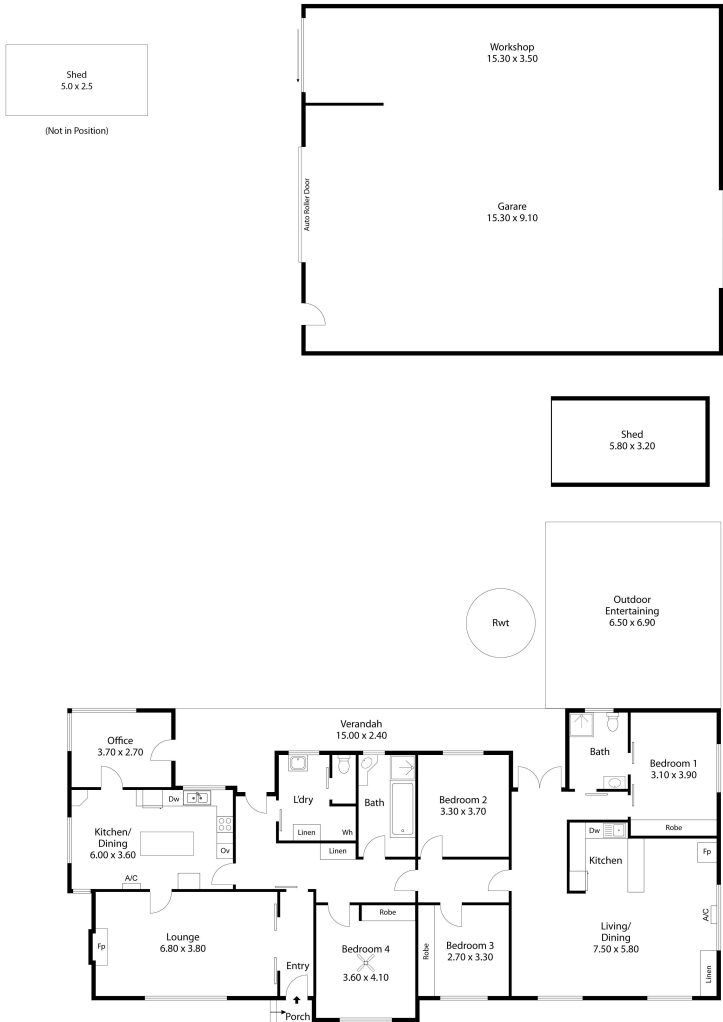 Workshop
15.30 x 3.50
Shed
5.0 x 2.5
(Not in Position)
Auto Roller Door
Garare
15.30 x 9.10
Shed
5.80 x 3.20
Outdoor
Entertaining
6.50 x 6.90
Rwt
Verandah
15.00 x 2.40
Office
3.70 x 2.70
Bath
Bedroom 1
3.10 x 3.90
Robe
Dw
Kitchen/
Dining
6.00 x 3.60
Ov
A/C
L'dry
Linen
Wh
Linen
Bath
Bedroom 2
3.30 x 3.70
Dw
Kitchen
Fp
A/C
Living/
Dining
7.50 x 5.80
Linen
Fp
Lounge
6.80 x 3.80
Entry
Robe
Bedroom 4
3.60 x 4.10
Robe
Bedroom 3
2.70 x 3.30
Porch